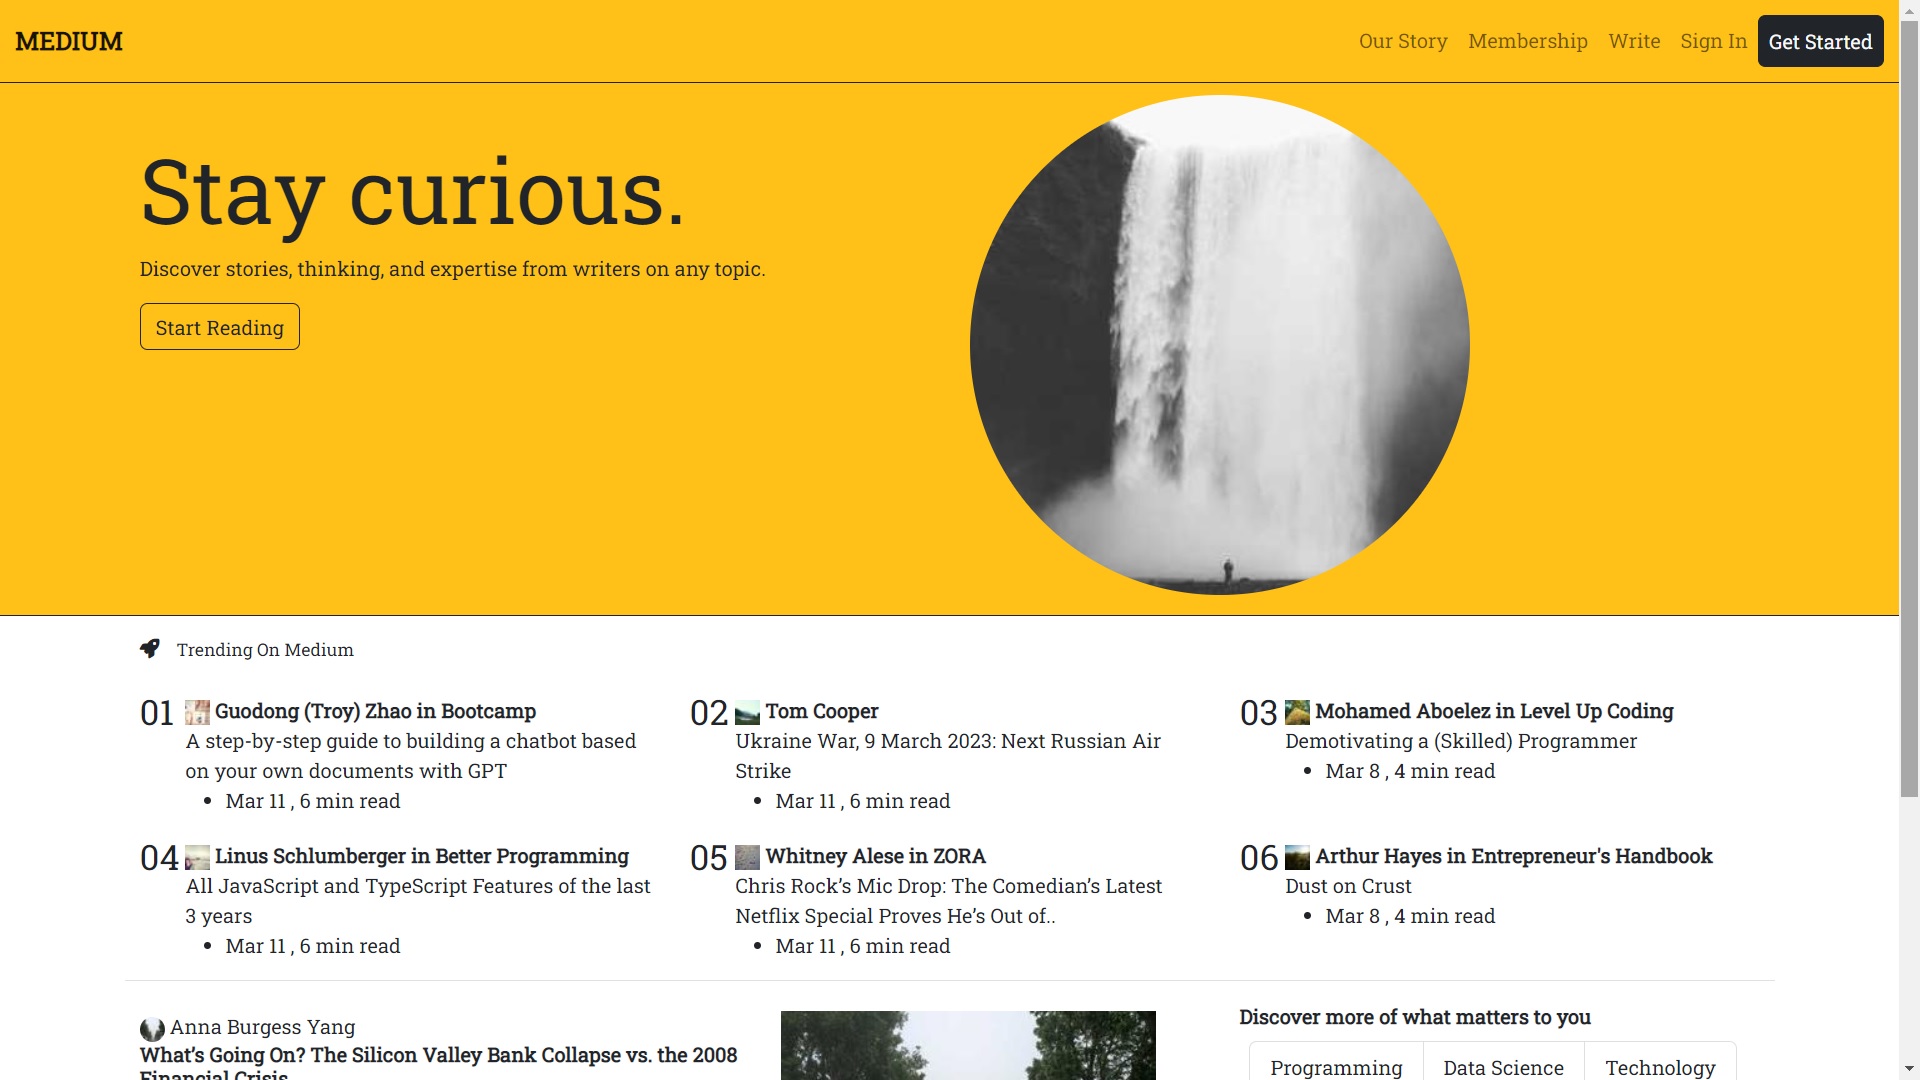 MEDIUM
Our Story Membership Write Sign In Get Started
Stay curious.
Discover stories, thinking, and expertise from writers on any topic.
Start Reading
Trending On Medium
01 Guodong (Troy) Zhao in Bootcamp
A step-by-step guide to building a chatbot based
on your own documents with GPT
• Mar 11 , 6 min read
02 Tom Cooper
Ukraine War, 9 March 2023: Next Russian Air
Strike
• Mar 11 , 6 min read
03 Mohamed Aboelez in Level Up Coding
Demotivating a (Skilled) Programmer
• Mar 8 , 4 min read
04 Linus Schlumberger in Better Programming
All JavaScript and TypeScript Features of the last
3 years
• Mar 11 , 6 min read
05 Whitney Alese in ZORA
Chris Rock’s Mic Drop: The Comedian’s Latest
Netflix Special Proves He’s Out of..
• Mar 11 , 6 min read
06 Arthur Hayes in Entrepreneur's Handbook
Dust on Crust
• Mar 8 , 4 min read
Anna Burgess Yang
What’s Going On? The Silicon Valley Bank Collapse vs. the 2008
Financial Crisis
Discover more of what matters to you
Programming Data Science Technology